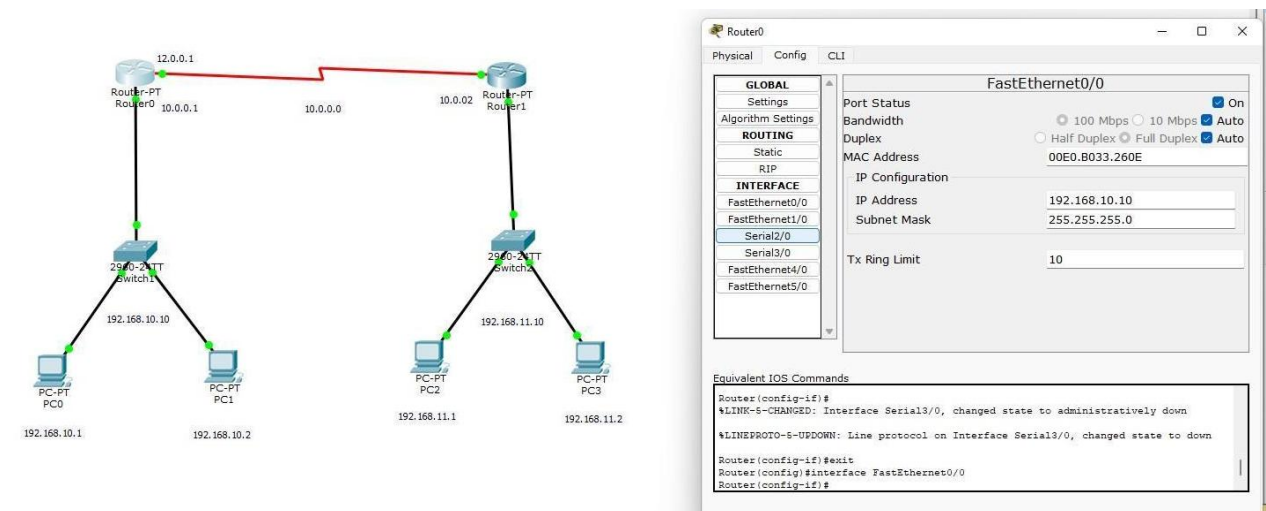 12.0.0.1
Router-PT
Router0
10.0.0.1
10.0.0.0
10.0.02
Router-PT
Router1
2960-24TT
Switch1
2960-24TT
Switch2
192.168.10.10
192.168.11.10
PC-PT
PC0
PC-PT
PC1
PC-PT
PC2
PC-PT
PC3
192.168.10.1
192.168.10.2
192.168.11.1
192.168.11.2
Router0
Physical Config CLI
GLOBAL
Settings
Algorithm Settings
ROUTING
Static
RIP
INTERFACE
FastEthernet0/0
FastEthernet1/0
Serial2/0
Serial3/0
FastEthernet4/0
FastEthernet5/0
FastEthernet0/0
Port Status On
Bandwidth 100 Mbps 10 Mbps Auto
Duplex Half Duplex Full Duplex Auto
MAC Address 00E0.B033.260E
IP Configuration
IP Address 192.168.10.10
Subnet Mask 255.255.255.0
Tx Ring Limit 10
Equivalent IOS Commands
Router(config-if)#
%LINK-5-CHANGED: Interface Serial3/0, changed state to administratively down
%LINEPROTO-5-UPDOWN: Line protocol on Interface Serial3/0, changed state to down
Router(config-if)#exit
Router(config)#interface FastEthernet0/0
Router(config-if)#